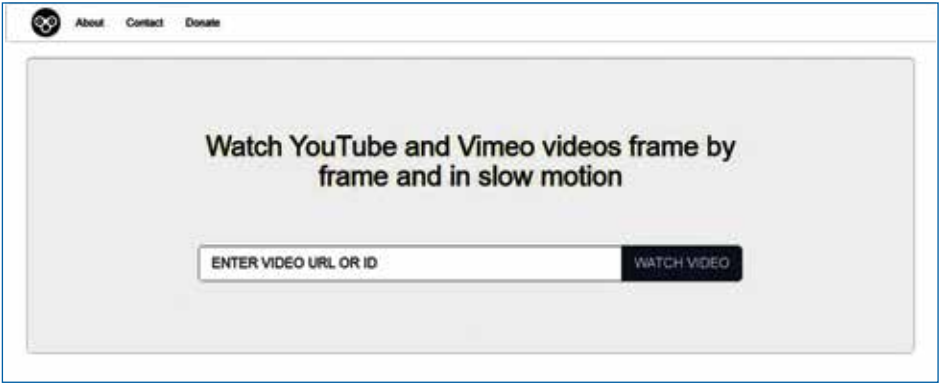 About Contact Donate
Watch YouTube and Vimeo videos frame by
frame and in slow motion
ENTER VIDEO URL OR ID WATCH VIDEO